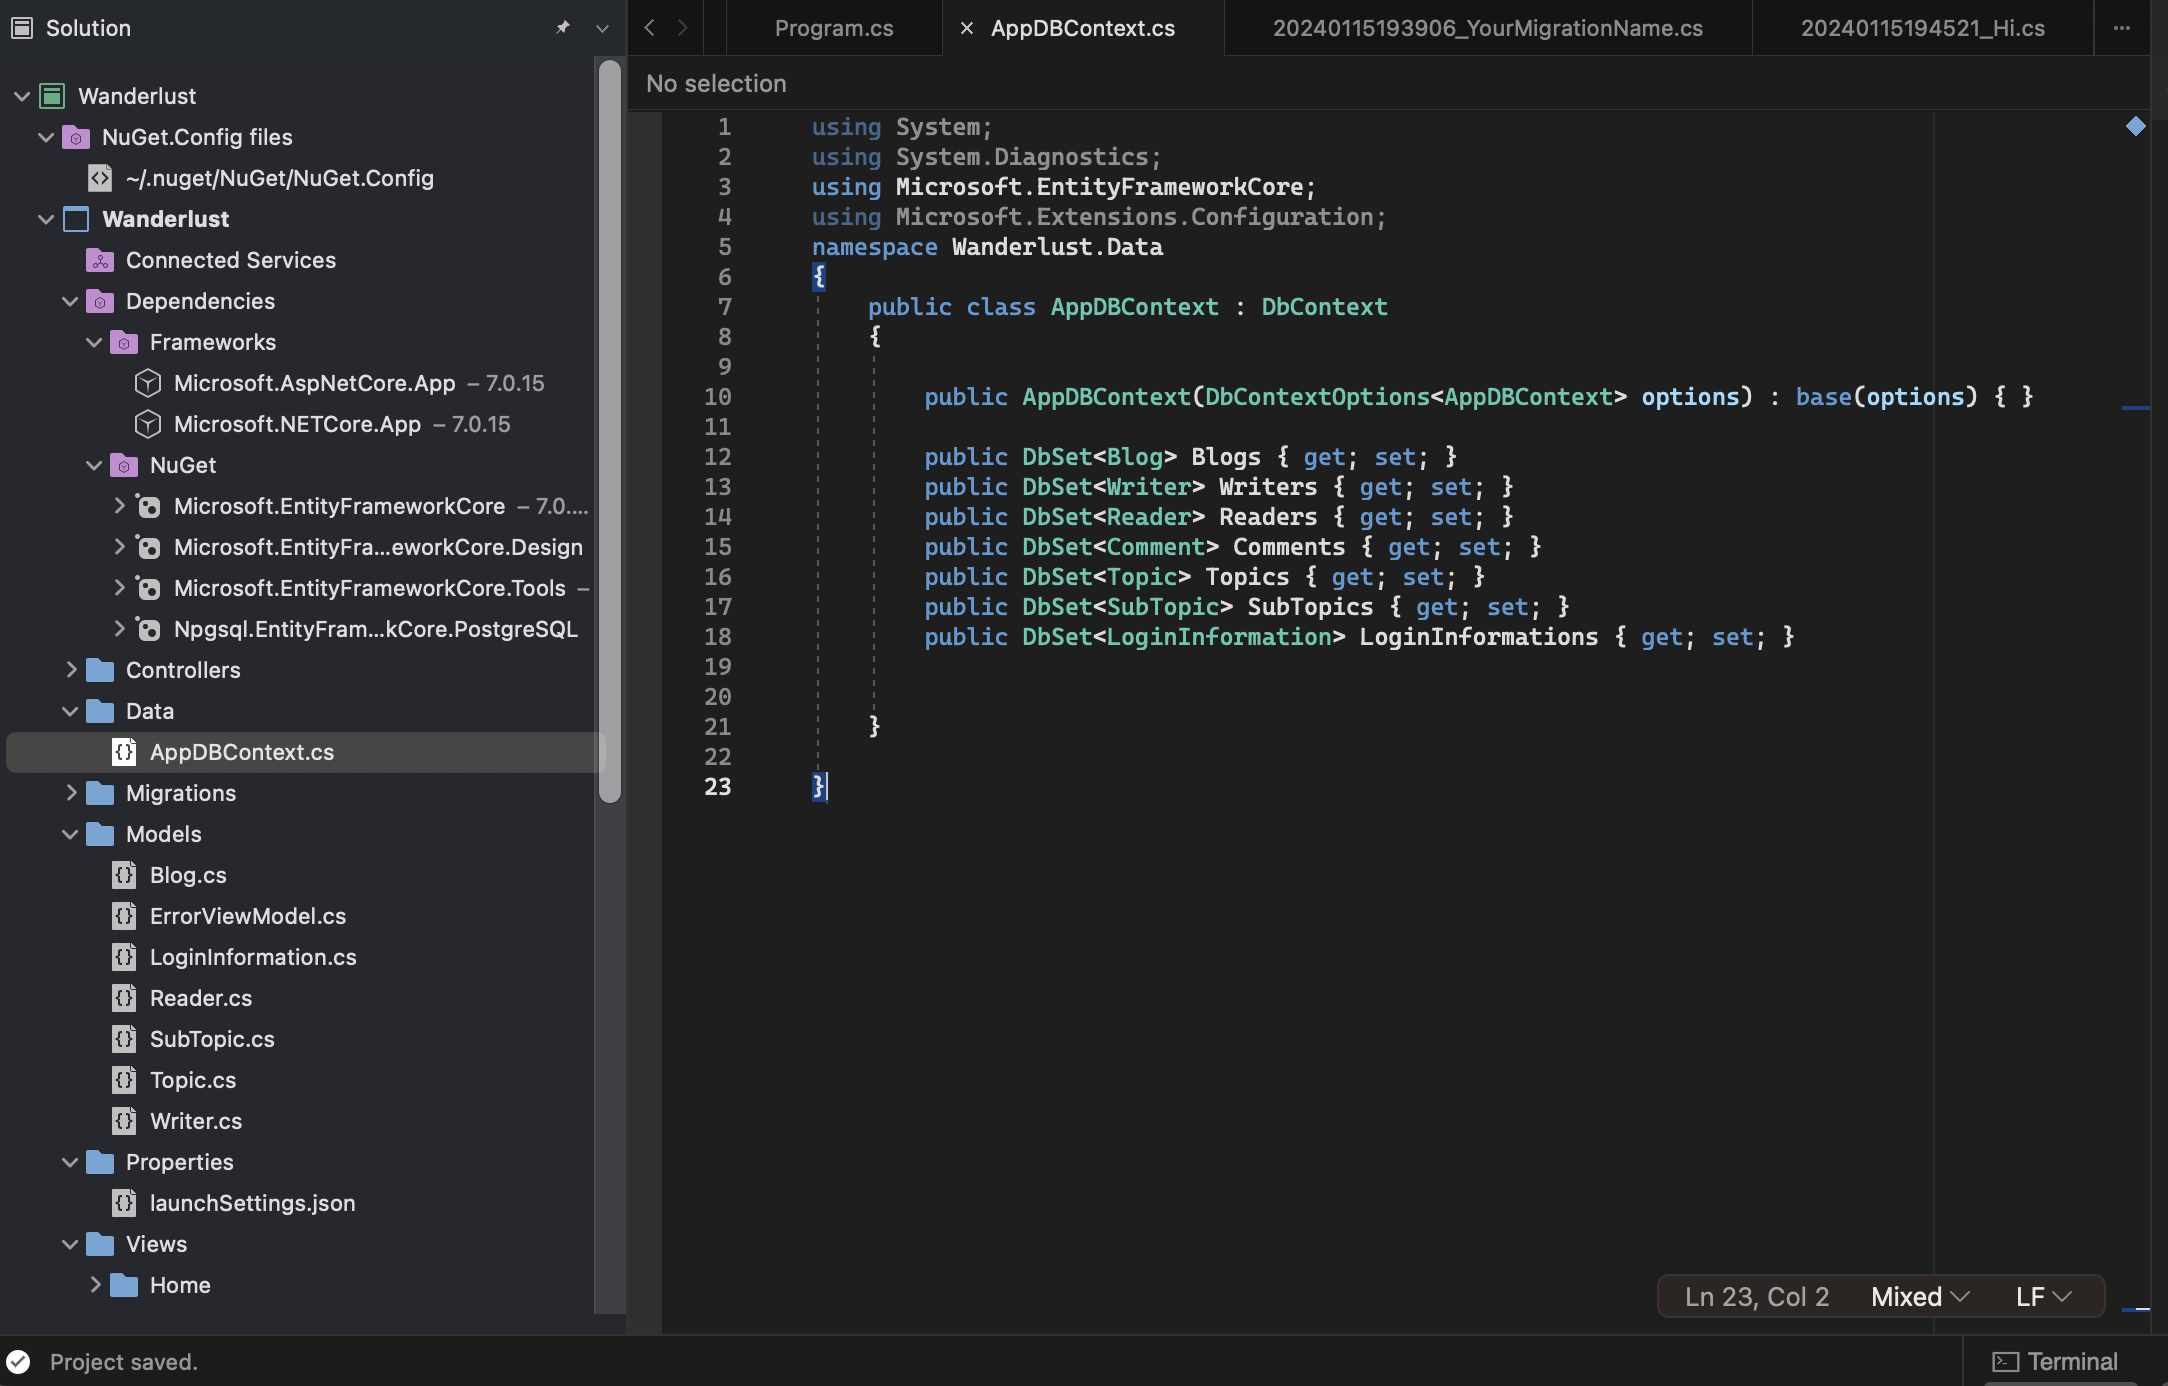 Solution
Wanderlust
NuGet.Config files
~/.nuget/NuGet/NuGet.Config
Wanderlust
Connected Services
Dependencies
Frameworks
Microsoft.AspNetCore.App – 7.0.15
Microsoft.NETCore.App – 7.0.15
NuGet
Microsoft.EntityFrameworkCore – 7.0....
Microsoft.EntityFra...eworkCore.Design
Microsoft.EntityFrameworkCore.Tools –
Npgsql.EntityFram...kCore.PostgreSQL
Controllers
Data
AppDBContext.cs
Migrations
Models
Blog.cs
ErrorViewModel.cs
LoginInformation.cs
Reader.cs
SubTopic.cs
Topic.cs
Writer.cs
Properties
launchSettings.json
Views
Home
Program.cs
× AppDBContext.cs
20240115193906_YourMigrationName.cs
20240115194521_Hi.cs
...
No selection
1 using System;
2 using System.Diagnostics;
3 using Microsoft.EntityFrameworkCore;
4 using Microsoft.Extensions.Configuration;
5 namespace Wanderlust.Data
6 {
7 public class AppDBContext : DbContext
8 {
9
10 public AppDBContext(DbContextOptions<AppDBContext> options) : base(options) { }
11
12 public DbSet<Blog> Blogs { get; set; }
13 public DbSet<Writer> Writers { get; set; }
14 public DbSet<Reader> Readers { get; set; }
15 public DbSet<Comment> Comments { get; set; }
16 public DbSet<Topic> Topics { get; set; }
17 public DbSet<SubTopic> SubTopics { get; set; }
18 public DbSet<LoginInformation> LoginInformations { get; set; }
19
20
21 }
22
23 }
Ln 23, Col 2 Mixed LF
Project saved.
Terminal